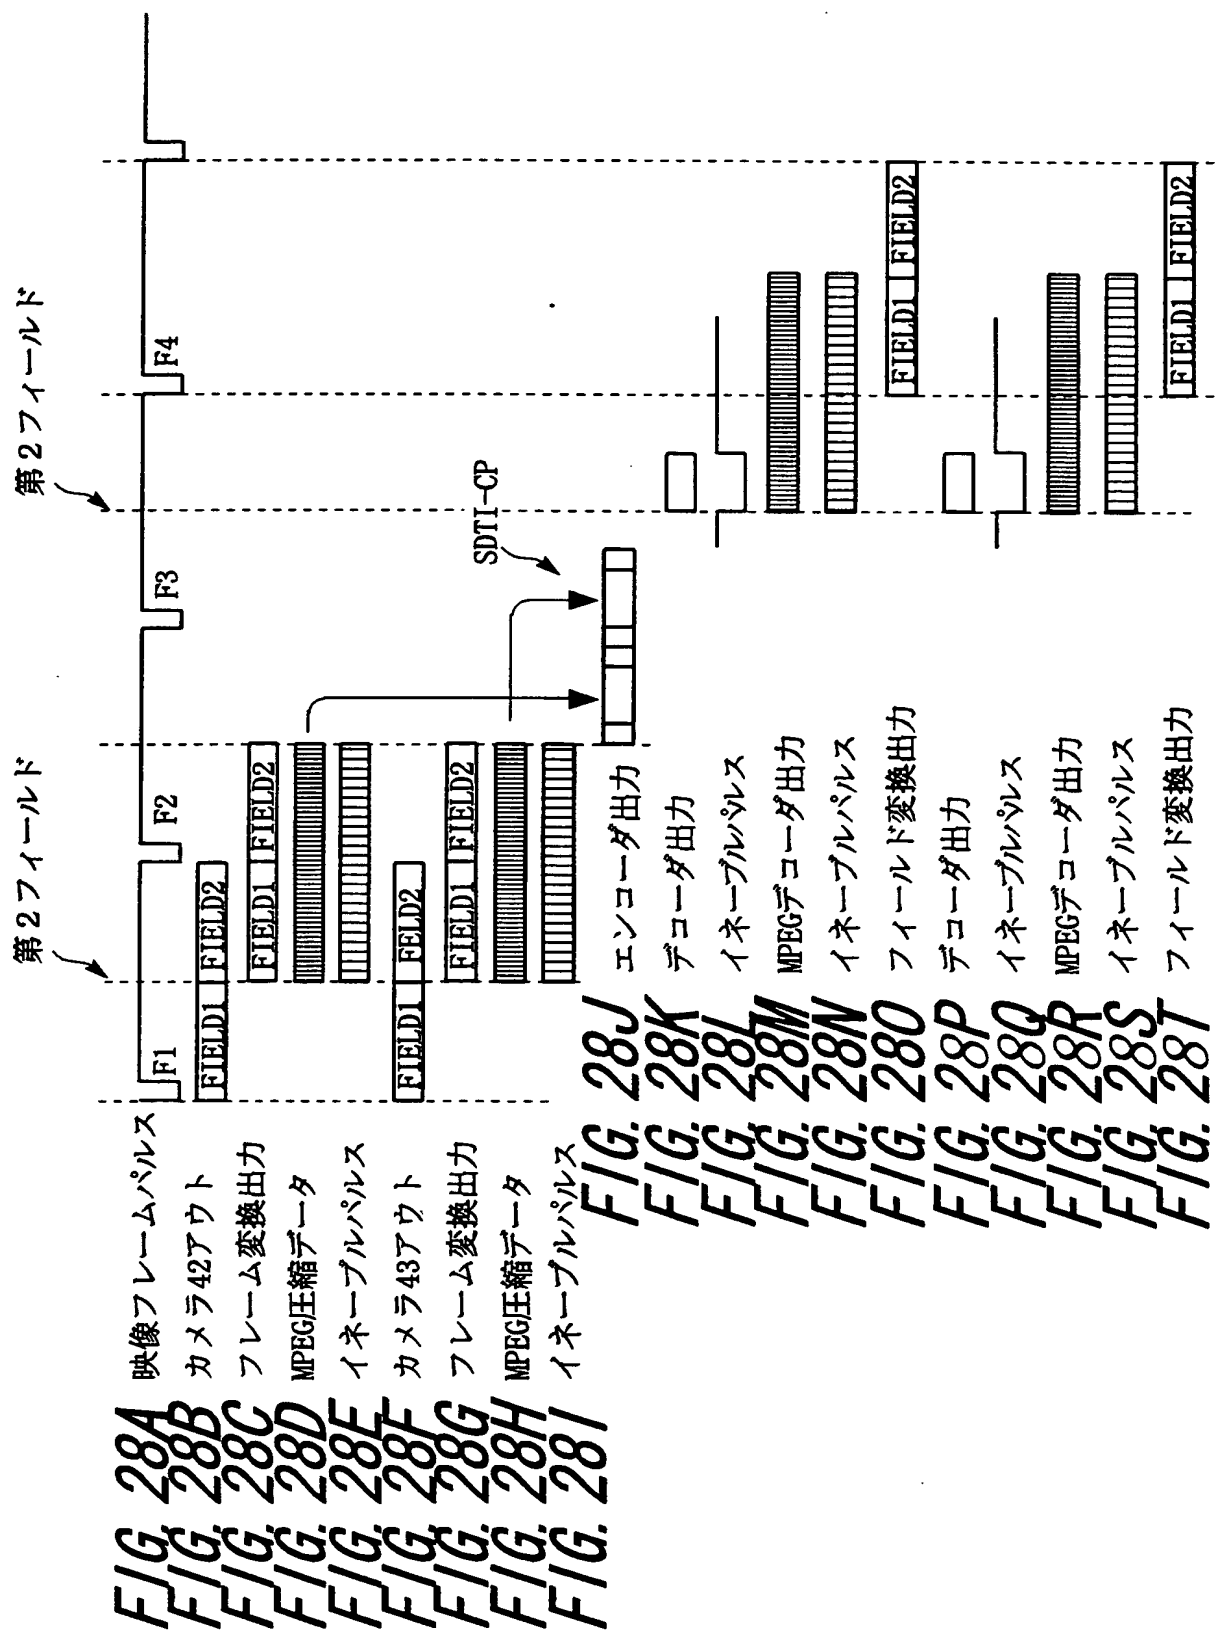 第2フィールド
第2フィールド
F1
F2
F3
F4
FIG. 28A 映像フレームパルス
FIG. 28B カメラ42アウト
FIELD1 FIELD2
FIG. 28C フレーム変換出力
FIELD1 FIELD2
FIG. 28D MPEG圧縮データ
FIG. 28E イネーブルパルス
FIG. 28F カメラ43アウト
FIELD1 FELD2
FIG. 28G フレーム変換出力
FIELD1 FIELD2
FIG. 28H MPEG圧縮データ
FIG. 28I イネーブルパルス
SDTI-CP
FIG. 28J エンコーダ出力
FIG. 28K デコーダ出力
FIG. 28L イネーブルパルス
FIG. 28M MPEGデコーダ出力
FIG. 28N イネーブルパルス
FIG. 28O フィールド変換出力
FIELD1 FIELD2
FIG. 28P デコーダ出力
FIG. 28Q イネーブルパルス
FIG. 28R MPEGデコーダ出力
FIG. 28S イネーブルパルス
FIG. 28T フィールド変換出力
FIELD1 FIELD2